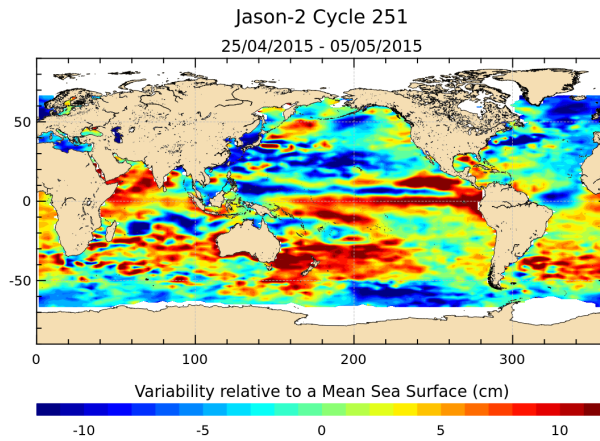 Jason-2 Cycle 251
25/04/2015 - 05/05/2015
50
0
-50
0 100 200 300
Variability relative to a Mean Sea Surface (cm)
-10 -5 0 5 10